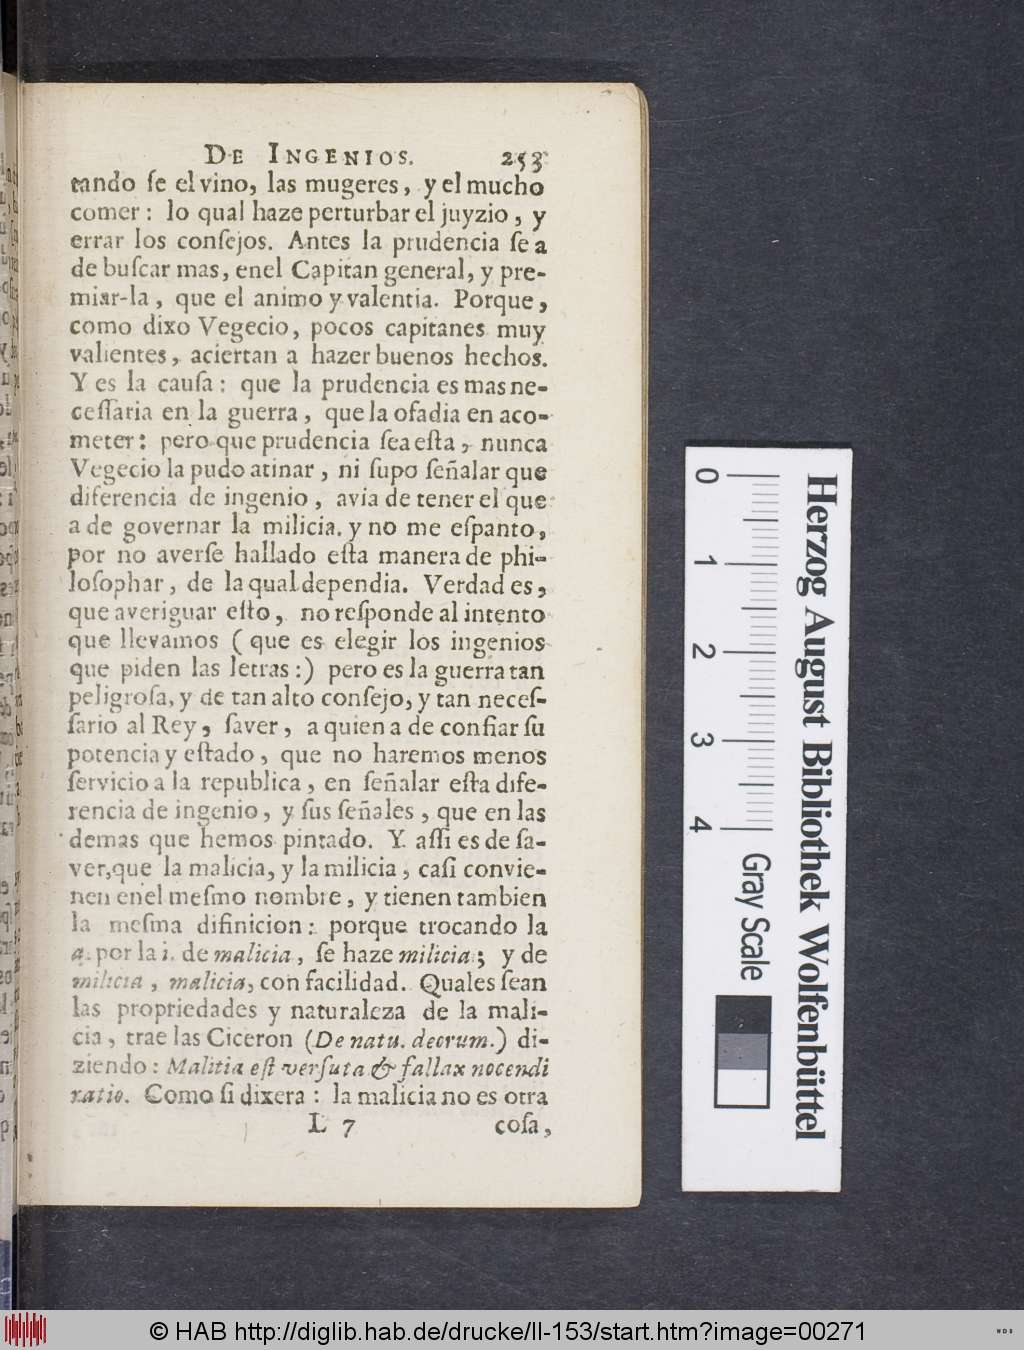 DE INGENIOS. 253
tando ſe el vino, las mugeres, y el mucho
comer: lo qual haze perturbar el juyzio, y
errar los conſejos. Antes la prudencia ſe a
de buſcar mas, enel Capitan general, y pre-
miar-la, que el animo y valentia. Porque,
como dixo Vegecio, pocos capitanes muy
valientes, aciertan a hazer buenos hechos.
Y es la cauſa: que la prudencia es mas ne-
ceſſaria en la guerra, que la oſadia en aco-
meter: pero que prudencia ſea eſta, nunca
Vegecio la pudo atinar, ni ſupo ſeñalar que
diferencia de ingenio, avia de tener el que
a de governar la milicia. y no me eſpanto,
por no averſe hallado eſta manera de phi-
loſophar, de la qual dependia. Verdad es,
que averiguar eſto, no reſponde al intento
que llevamos (que es elegir los ingenios
que piden las letras:) pero es la guerra tan
peligroſa, y de tan alto conſejo, y tan neceſ-
ſario al Rey, ſaver, a quien a de confiar ſu
potencia y eſtado, que no haremos menos
ſervicio a la republica, en ſeñalar eſta dife-
rencia de ingenio, y ſus ſeñales, que en las
demas que hemos pintado. Y aſſi es de ſa-
ver, que la malicia, y la milicia, caſi convie-
nen enel meſmo nombre, y tienen tambien
la meſma difinicion: porque trocando la
a. por la i. de malicia, ſe haze milicia; y de
milicia, malicia, con facilidad. Quales ſean
las propriedades y naturaleza de la mali-
cia, trae las Ciceron (De natu. deorum.) di-
ziendo: Malitia eſt verſuta & fallax nocendi
ratio. Como ſi dixera: la malicia no es otra
L 7 coſa,
0 1 2 3 4
Gray Scale
Herzog August Bibliothek Wolfenbüttel
© HAB http://diglib.hab.de/drucke/ll-153/start.htm?image=00271